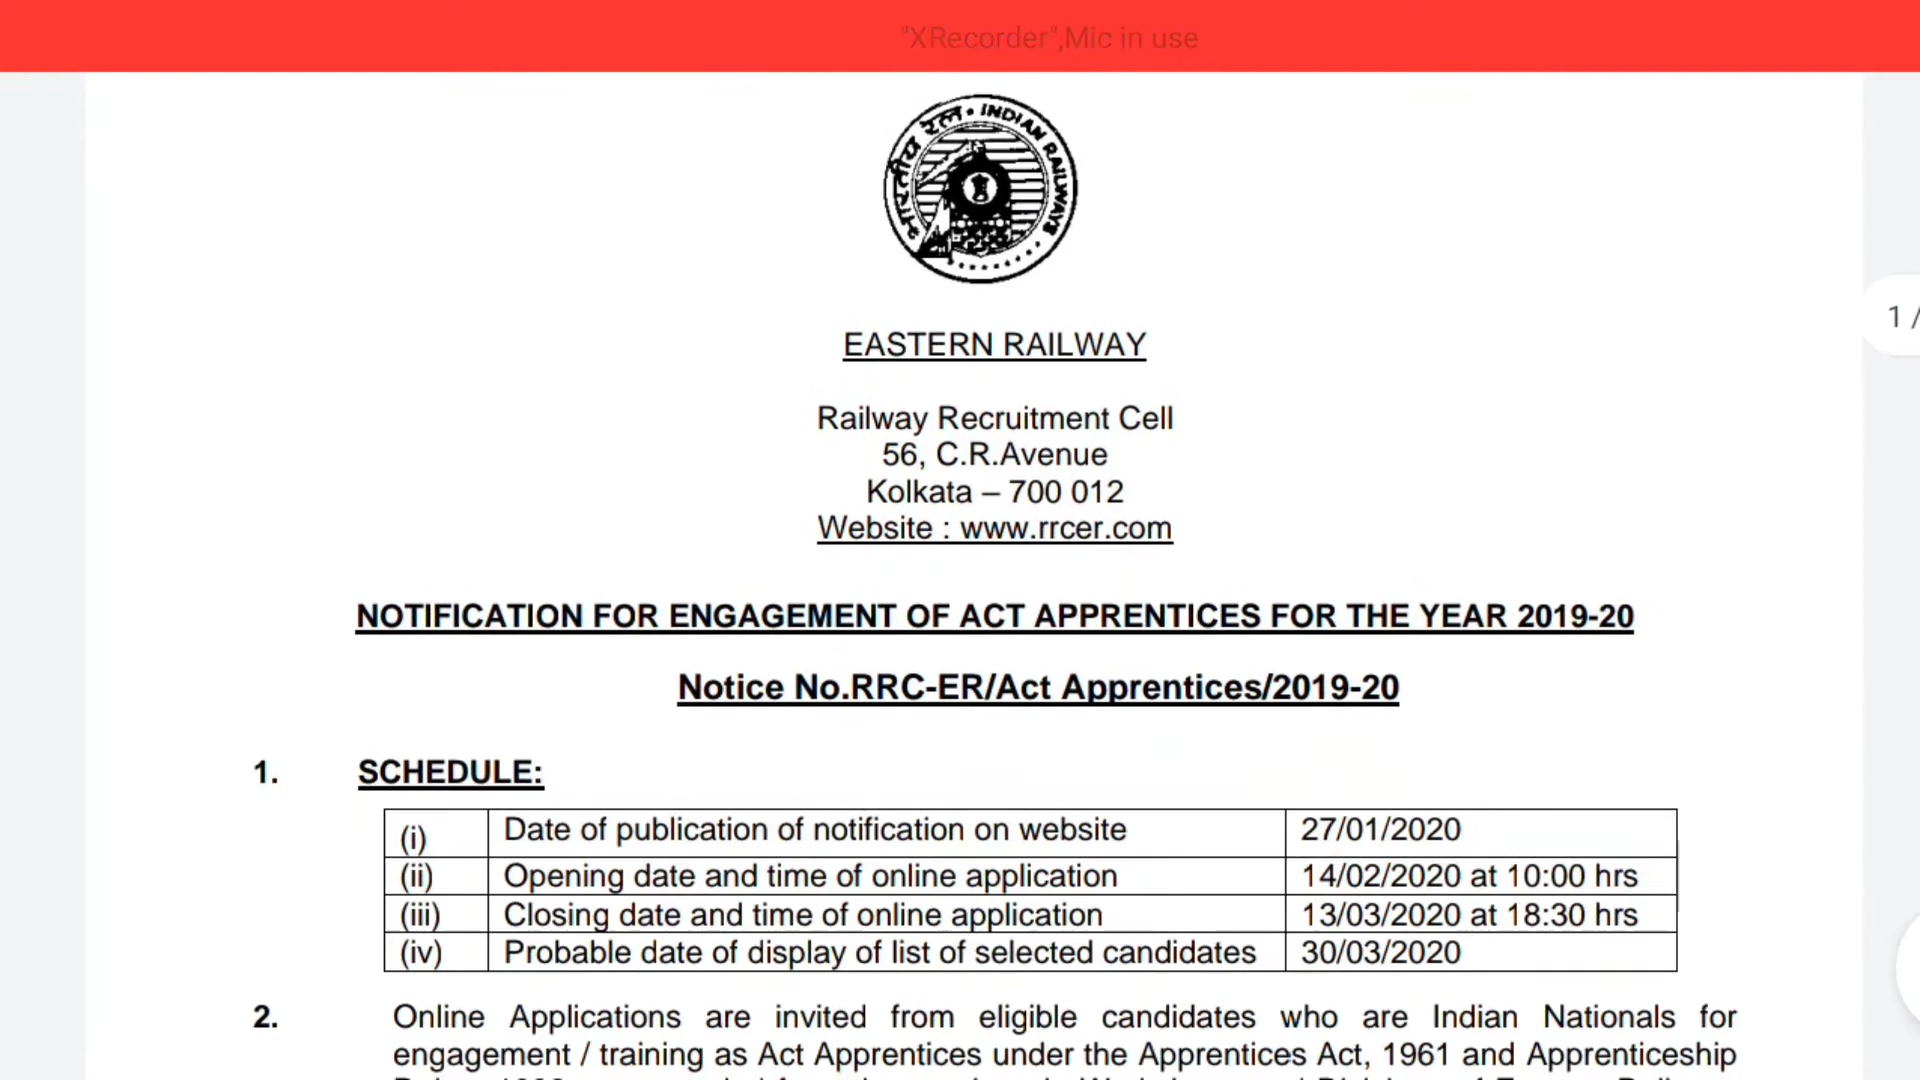 "XRecorder",Mic in use
भारतीय रेल • INDIAN RAILWAYS
1 /
EASTERN RAILWAY
Railway Recruitment Cell
56, C.R.Avenue
Kolkata – 700 012
Website : www.rrcer.com
NOTIFICATION FOR ENGAGEMENT OF ACT APPRENTICES FOR THE YEAR 2019-20
Notice No.RRC-ER/Act Apprentices/2019-20
1. SCHEDULE:
(i) Date of publication of notification on website 27/01/2020
(ii) Opening date and time of online application 14/02/2020 at 10:00 hrs
(iii) Closing date and time of online application 13/03/2020 at 18:30 hrs
(iv) Probable date of display of list of selected candidates 30/03/2020
2. Online Applications are invited from eligible candidates who are Indian Nationals for
engagement / training as Act Apprentices under the Apprentices Act, 1961 and Apprenticeship